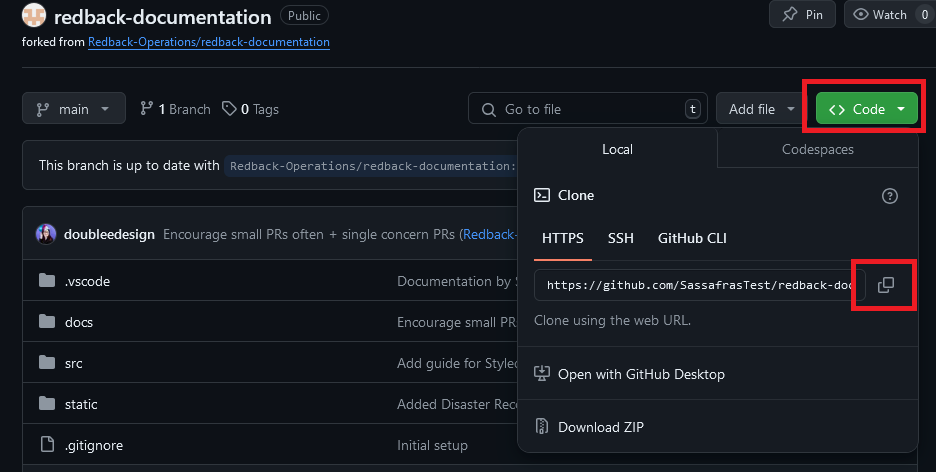 redback-documentation Public Pin Watch 0
forked from Redback-Operations/redback-documentation
main 1 Branch 0 Tags Go to file t Add file Code
This branch is up to date with Redback-Operations/redback-documentation:
Local Codespaces
Clone
doubleedesign Encourage small PRs often + single concern PRs (Redback-
HTTPS SSH GitHub CLI
.vscode Documentation by S
https://github.com/SassafrasTest/redback-doc
docs Encourage small PR
Clone using the web URL.
src Add guide for Styled
Open with GitHub Desktop
static Added Disaster Reco
Download ZIP
.gitignore Initial setup